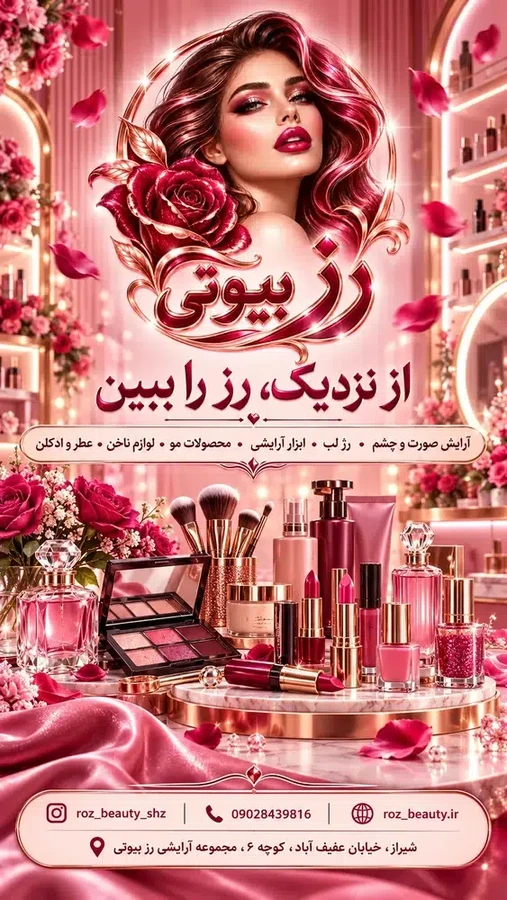 رز بیوتی
از نزدیک، رز را ببین
آرایش صورت و چشم • رژ لب • ابزار آرایشی • محصولات مو • لوازم ناخن • عطر و ادکلن
roz_beauty_shz | 09028439816 | roz_beauty.ir
شیراز، خیابان عفیف آباد، کوچه ۶، مجموعه آرایشی رز بیوتی